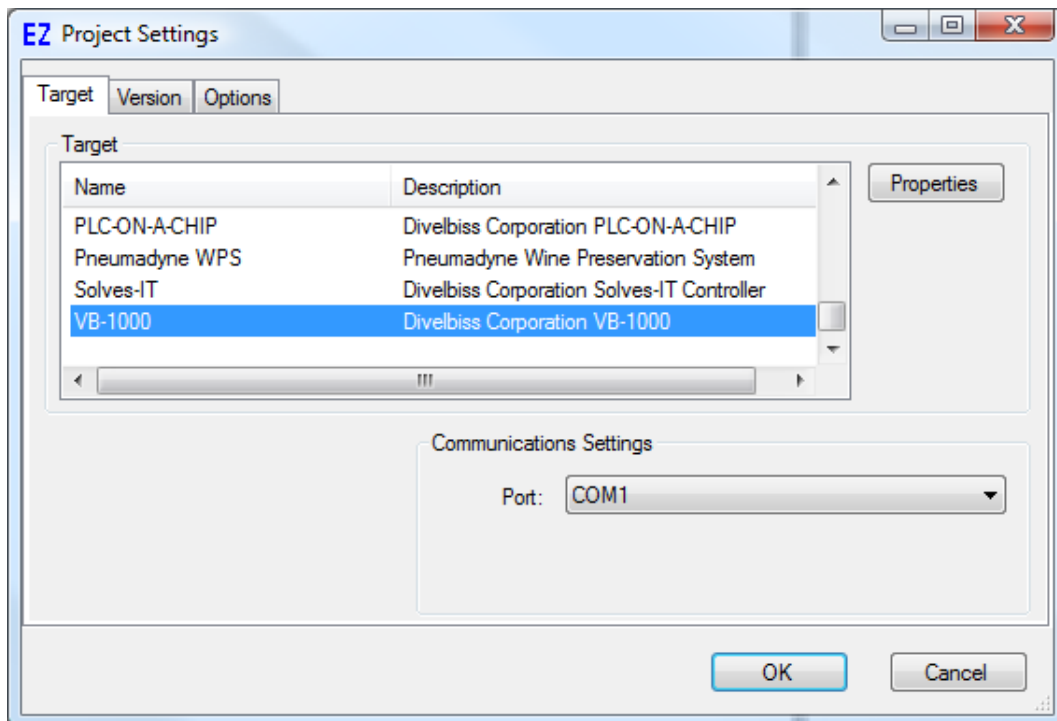 EZ Project Settings
Target Version Options
Target
Name Description
PLC-ON-A-CHIP Divelbiss Corporation PLC-ON-A-CHIP
Pneumadyne WPS Pneumadyne Wine Preservation System
Solves-IT Divelbiss Corporation Solves-IT Controller
VB-1000 Divelbiss Corporation VB-1000
Properties
Communications Settings
Port: COM1
OK Cancel